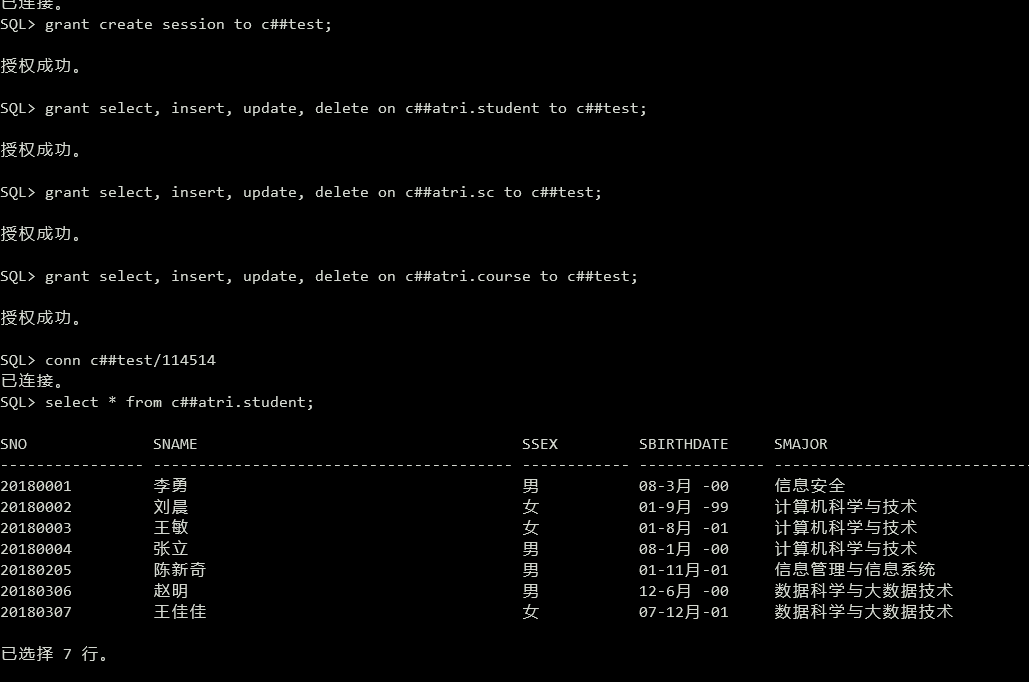 已连接。
SQL> grant create session to c##test;
授权成功。
SQL> grant select, insert, update, delete on c##atri.student to c##test;
授权成功。
SQL> grant select, insert, update, delete on c##atri.sc to c##test;
授权成功。
SQL> grant select, insert, update, delete on c##atri.course to c##test;
授权成功。
SQL> conn c##test/114514
已连接。
SQL> select * from c##atri.student;
SNO SNAME SSEX SBIRTHDATE SMAJOR
---------------- ---------------------------------------- ------------ -------------- -----------------------------
20180001 李勇 男 08-3月 -00 信息安全
20180002 刘晨 女 01-9月 -99 计算机科学与技术
20180003 王敏 女 01-8月 -01 计算机科学与技术
20180004 张立 男 08-1月 -00 计算机科学与技术
20180205 陈新奇 男 01-11月-01 信息管理与信息系统
20180306 赵明 男 12-6月 -00 数据科学与大数据技术
20180307 王佳佳 女 07-12月-01 数据科学与大数据技术
已选择 7 行。